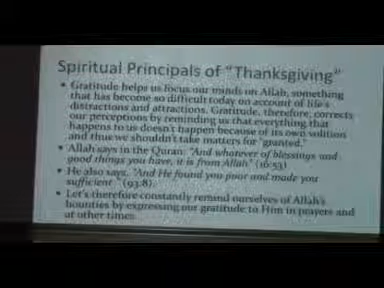 Spiritual Principals of "Thanksgiving"
• Gratitude helps us focus our minds on Allah, something
that has become so difficult today on account of life's
distractions and attractions. Gratitude, therefore, corrects
our perceptions by reminding us that everything that
happens to us doesn't happen because of its own volition
and thus we shouldn't take matters for "granted."
• Allah says in the Quran: "And whatever of blessings and
good things you have, it is from Allah" (16:53)
• He also says, "And He found you poor and made you
sufficient" (93:8).
• Let's therefore constantly remind ourselves of Allah's
bounties by expressing our gratitude to Him in prayers and
at other times.